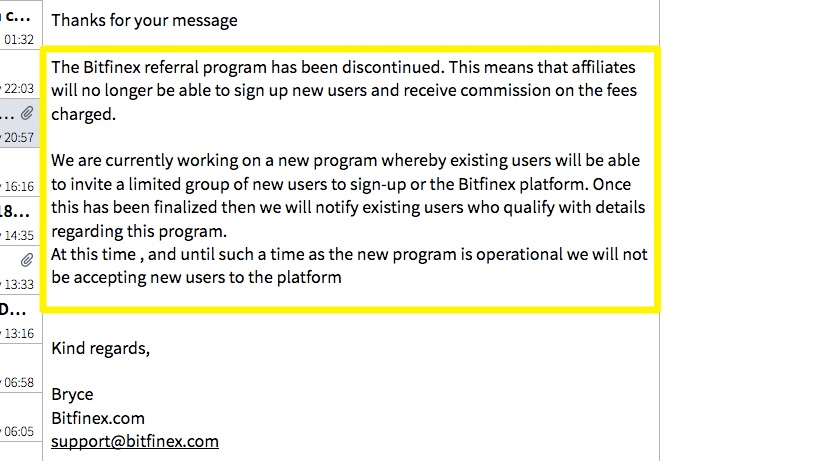 c...
01:32
22:03
...
20:57
16:16
18...
14:35
13:33
D...
13:16
06:58
06:05
Thanks for your message
The Bitfinex referral program has been discontinued. This means that affiliates
will no longer be able to sign up new users and receive commission on the fees
charged.
We are currently working on a new program whereby existing users will be able
to invite a limited group of new users to sign-up or the Bitfinex platform. Once
this has been finalized then we will notify existing users who qualify with details
regarding this program.
At this time , and until such a time as the new program is operational we will not
be accepting new users to the platform
Kind regards,
Bryce
Bitfinex.com
support@bitfinex.com